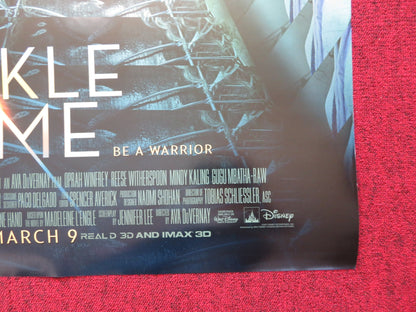 KLE
ME
BE A WARRIOR
AVA DUVERNAY OPRAH WINFREY REESE WITHERSPOON MINDY KALING GUGU MBATHA-RAW
PACO DELGADO SPENCER AVERICK NAOMI SHOHAN TOBIAS SCHLIESSLER, ASC
MADELEINE L'ENGLE JENNIFER LEE AVA DUVERNAY DISNEY
MARCH 9 REAL D 3D AND IMAX 3D